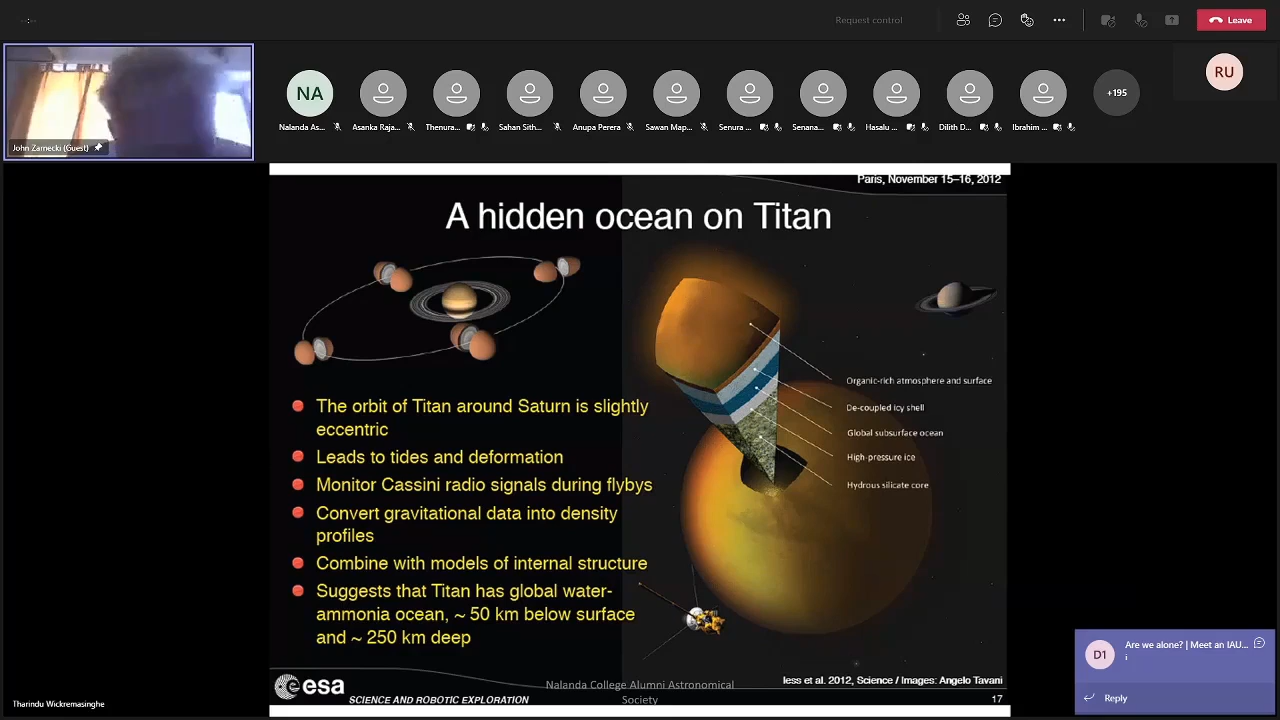 Request control
Leave
John Zarnecki (Guest)
NA
Nalanda As...
Asanka Raja...
Thenura...
Sahan Sith...
Anupa Perera
Sawan Map...
Senura ...
Senana...
Hasalu ...
Dilith D...
Ibrahim ...
+195
RU
Paris, November 15–16, 2012
A hidden ocean on Titan
Organic-rich atmosphere and surface
De-coupled icy shell
Global subsurface ocean
High-pressure ice
Hydrous silicate core
The orbit of Titan around Saturn is slightly
eccentric
Leads to tides and deformation
Monitor Cassini radio signals during flybys
Convert gravitational data into density
profiles
Combine with models of internal structure
Suggests that Titan has global water-
ammonia ocean, ~ 50 km below surface
and ~ 250 km deep
Iess et al. 2012, Science / Images: Angelo Tavani
esa
SCIENCE AND ROBOTIC EXPLORATION
Nalanda College Alumni Astronomical
Society
17
Tharindu Wickremasinghe
D1
Are we alone? | Meet an IAU...
i
Reply